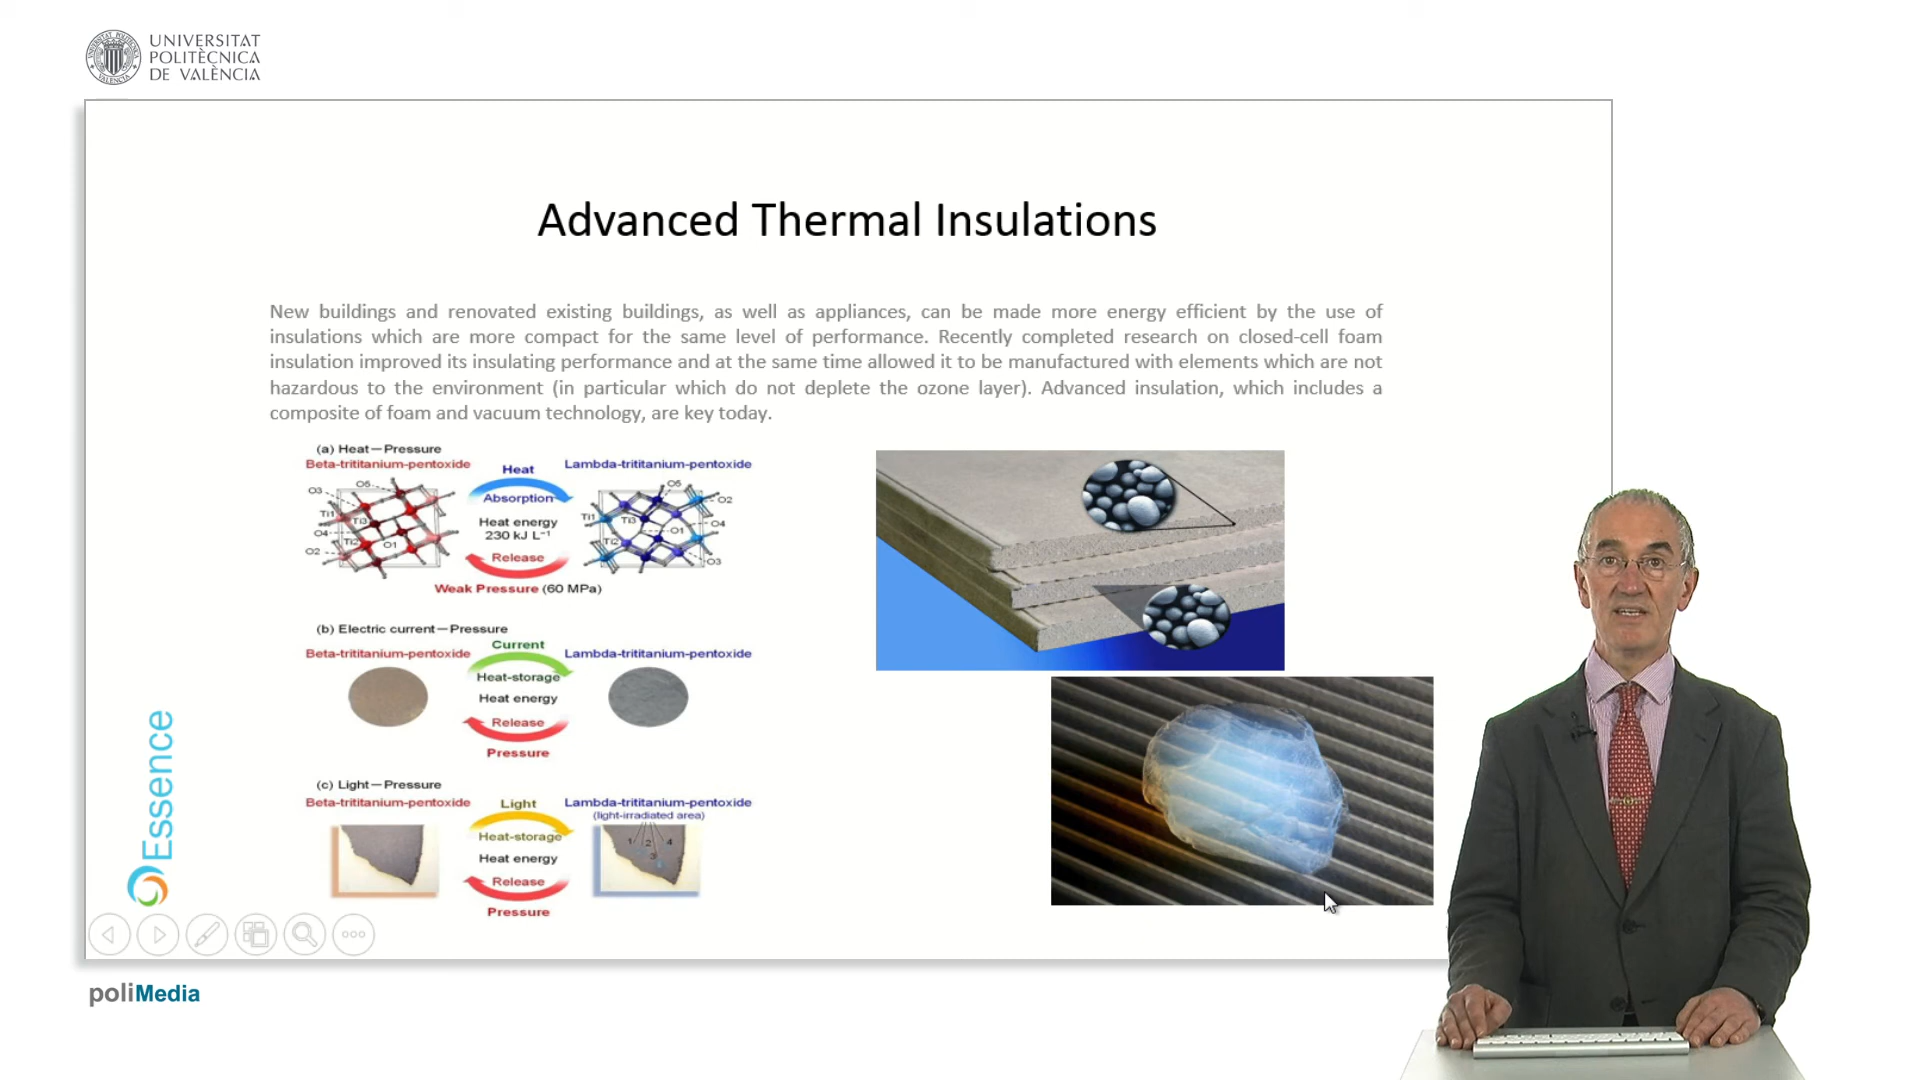 UNIVERSITAT
POLITÈCNICA
DE VALÈNCIA
Advanced Thermal Insulations
New buildings and renovated existing buildings, as well as appliances, can be made more energy efficient by the use of
insulations which are more compact for the same level of performance. Recently completed research on closed-cell foam
insulation improved its insulating performance and at the same time allowed it to be manufactured with elements which are not
hazardous to the environment (in particular which do not deplete the ozone layer). Advanced insulation, which includes a
composite of foam and vacuum technology, are key today.
(a) Heat—Pressure
Beta-trititanium-pentoxide
Heat
Lambda-trititanium-pentoxide
Absorption
Heat energy
230 kJ L⁻¹
Release
Weak Pressure (60 MPa)
O3
O5
Ti1
Ti3
O4
Ti2
O1
O2
O5
O2
Ti1
Ti3
O4
O1
Ti2
O3
(b) Electric current—Pressure
Current
Beta-trititanium-pentoxide
Lambda-trititanium-pentoxide
Heat-storage
Heat energy
Release
Pressure
(c) Light—Pressure
Beta-trititanium-pentoxide
Light
Lambda-trititanium-pentoxide
(light-irradiated area)
Heat-storage
1 2 3 4
Heat energy
Release
Pressure
Essence
poliMedia